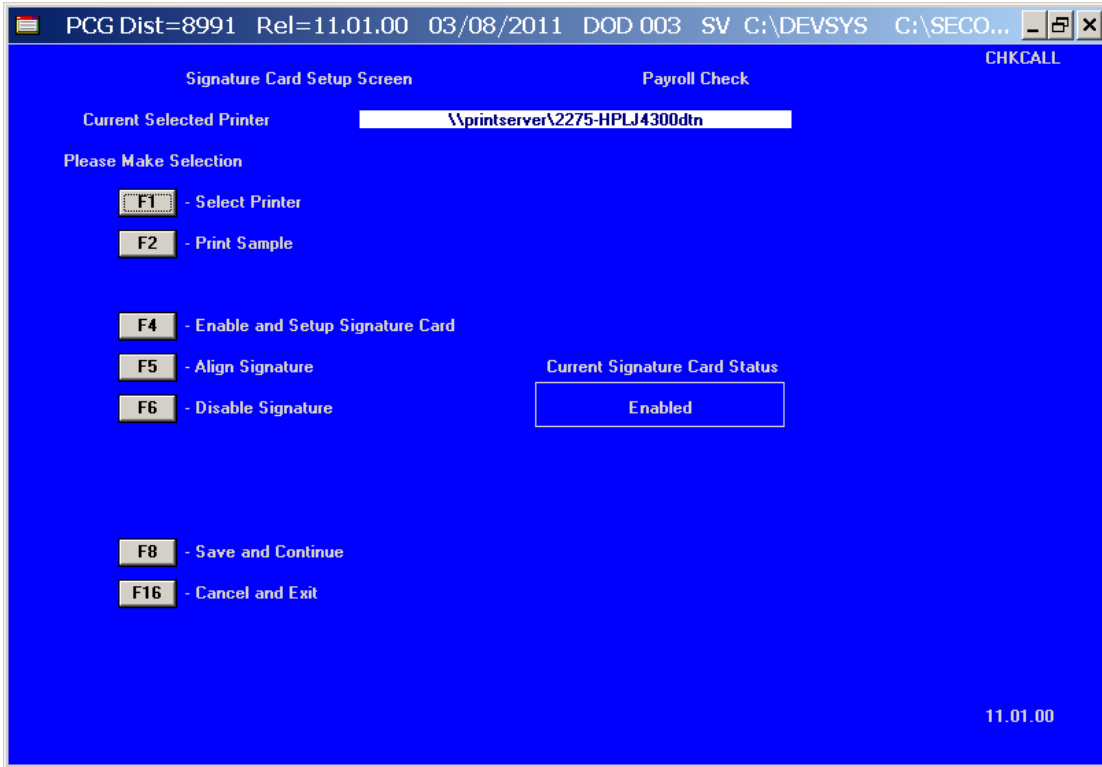 PCG Dist=8991 Rel=11.01.00 03/08/2011 DOD 003 SV C:\DEVSYS C:\SECO...
CHKCALL
Signature Card Setup Screen Payroll Check
Current Selected Printer \\printserver\2275-HPLJ4300dtn
Please Make Selection
F1 - Select Printer
F2 - Print Sample
F4 - Enable and Setup Signature Card
F5 - Align Signature Current Signature Card Status
F6 - Disable Signature Enabled
F8 - Save and Continue
F16 - Cancel and Exit
11.01.00